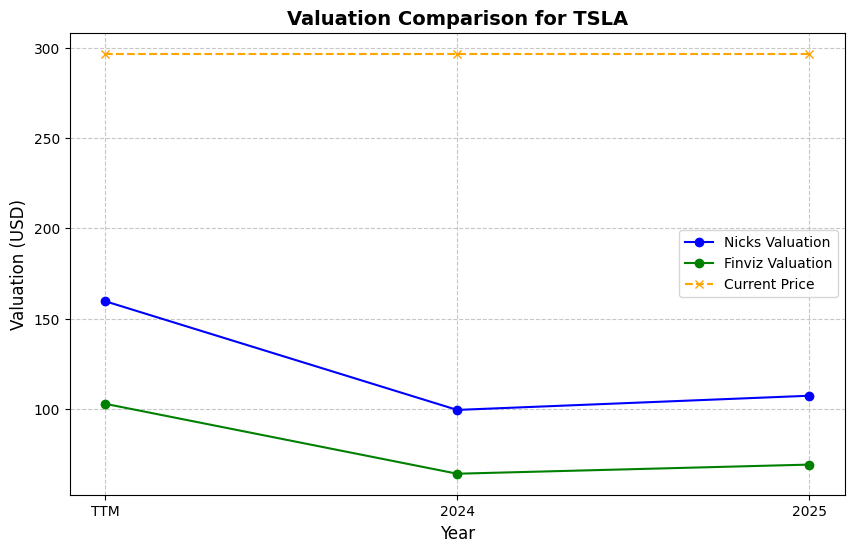 Valuation Comparison for TSLA
Valuation (USD)
300
250
200
150
100
Nicks Valuation
Finviz Valuation
Current Price
TTM
2024
2025
Year